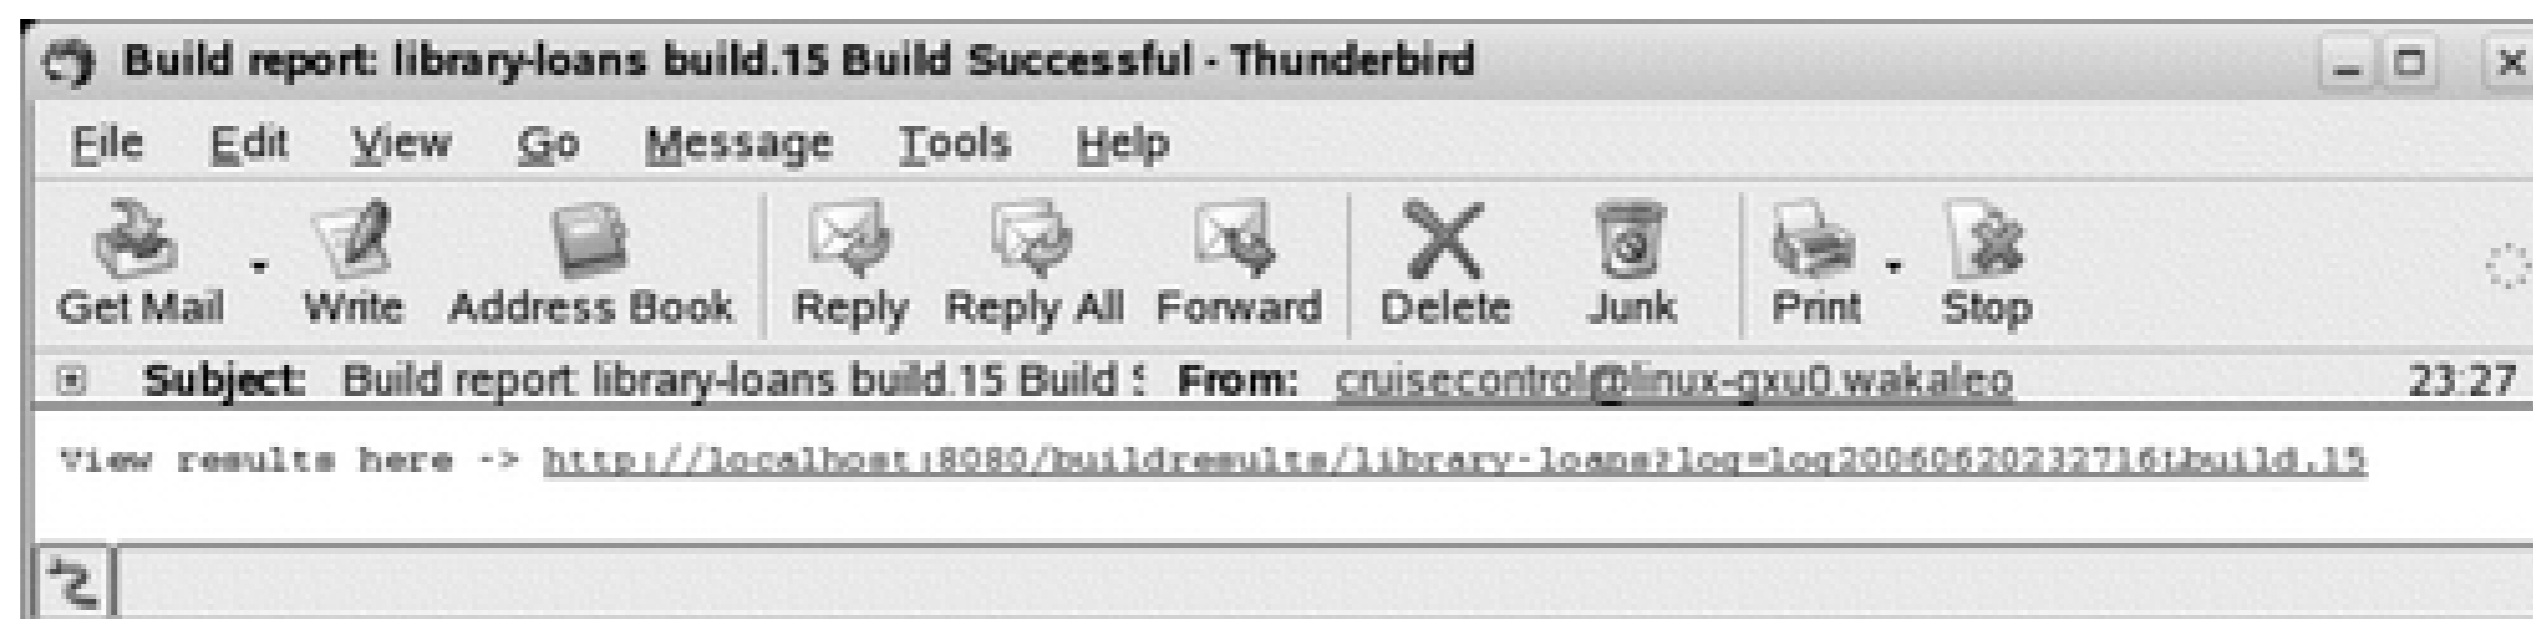 Build report: library-loans build.15 Build Successful - Thunderbird
File Edit View Go Message Tools Help
Get Mail Write Address Book Reply Reply All Forward Delete Junk Print Stop
Subject: Build report: library-loans build.15 Build From: cruisecontrol@linux-gxu0.wakaleo 23:27
View results here -> http://localhost:8080/buildresults/library-loans?log=log20060620232716Lbuild.15